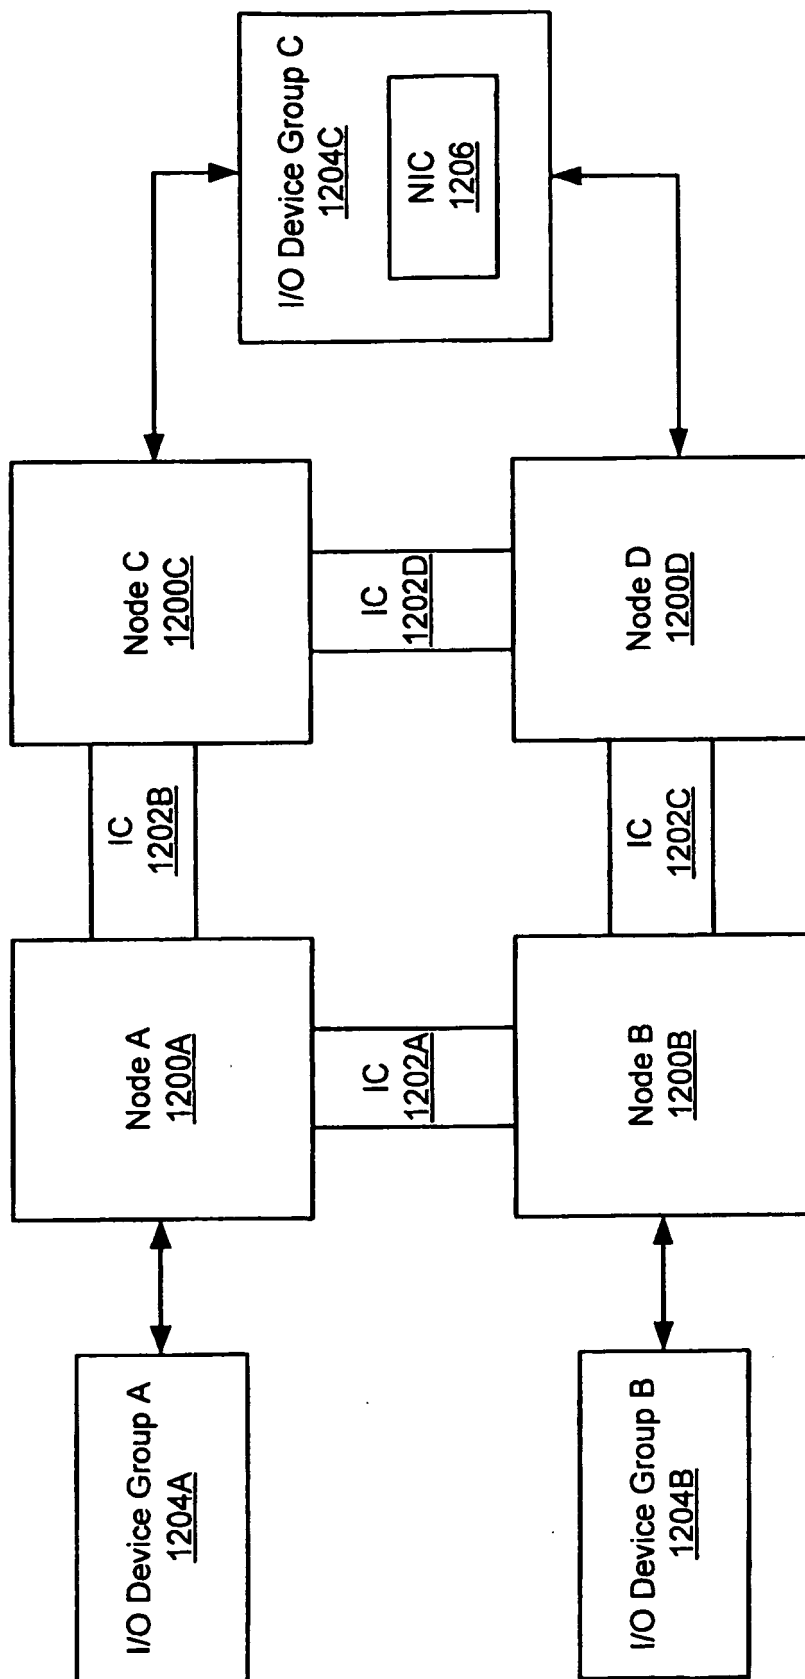 I/O Device Group A
1204A
Node A
1200A
IC
1202B
Node C
1200C
I/O Device Group C
1204C
NIC
1206
IC
1202A
IC
1202D
I/O Device Group B
1204B
Node B
1200B
IC
1202C
Node D
1200D